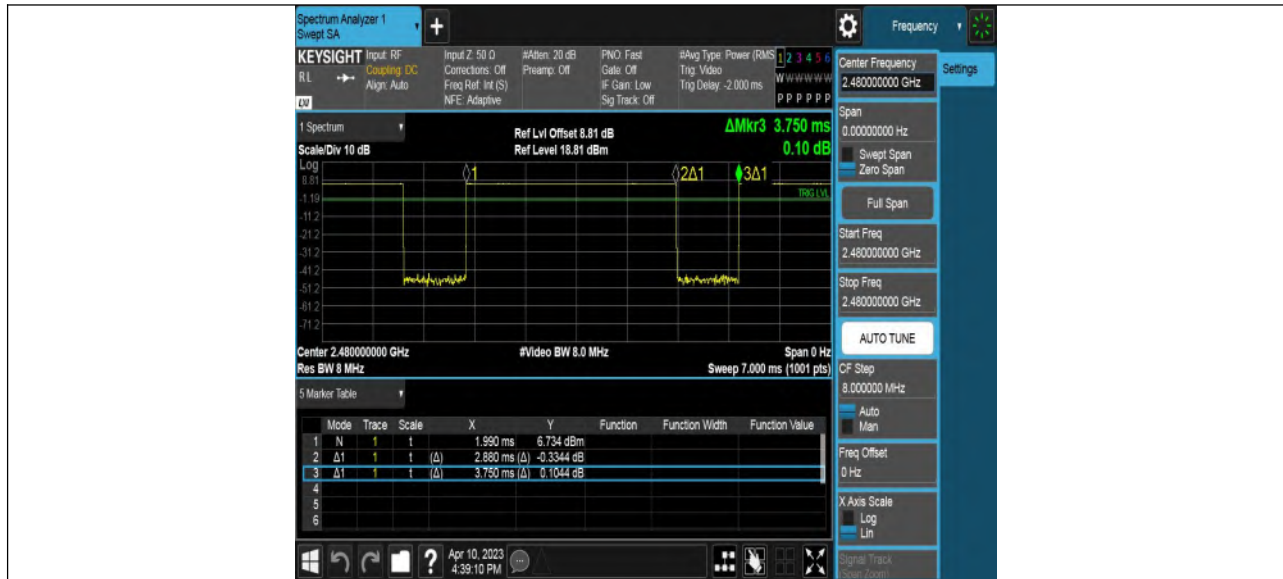 Spectrum Analyzer 1
Swept SA
+
Frequency
KEYSIGHT Input: RF Input Z: 50 Ω #Atten: 20 dB PNO: Fast #Avg Type: Power (RMS 1 2 3 4 5 6
RL Coupling: DC Corrections: Off Preamp: Off Gate: Off Trig: Video
Align: Auto Freq Ref: Int (S) IF Gain: Low Trig Delay: -2.000 ms W W W W W W
LXI NFE: Adaptive Sig Track: Off P P P P P P
1 Spectrum
Ref Lvl Offset 8.81 dB ΔMkr3 3.750 ms
Scale/Div 10 dB Ref Level 18.81 dBm 0.10 dB
Log
◊1 ◊2Δ1 3Δ1
8.81
TRIG LVL
-1.19
-11.2
-21.2
-31.2
-41.2
-51.2
-61.2
-71.2
Center 2.480000000 GHz #Video BW 8.0 MHz Span 0 Hz
Res BW 8 MHz Sweep 7.000 ms (1001 pts)
5 Marker Table
Mode Trace Scale X Y Function Function Width Function Value
1 N 1 t 1.990 ms 6.734 dBm
2 Δ1 1 t (Δ) 2.880 ms (Δ) -0.3344 dB
3 Δ1 1 t (Δ) 3.750 ms (Δ) 0.1044 dB
4
5
6
?
Apr 10, 2023
4:39:10 PM
Center Frequency
2.480000000 GHz
Settings
Span
0.00000000 Hz
Swept Span
Zero Span
Full Span
Start Freq
2.480000000 GHz
Stop Freq
2.480000000 GHz
AUTO TUNE
CF Step
8.000000 MHz
Auto
Man
Freq Offset
0 Hz
X Axis Scale
Log
Lin
Signal Track
(Span Zoom)